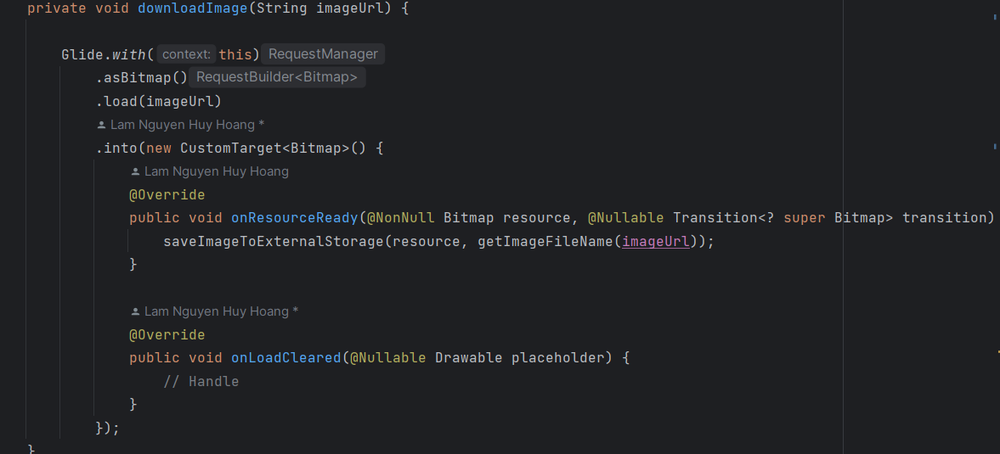 private void downloadImage(String imageUrl) {
Glide.with( context: this) RequestManager
.asBitmap() RequestBuilder<Bitmap>
.load(imageUrl)
Lam Nguyen Huy Hoang *
.into(new CustomTarget<Bitmap>() {
Lam Nguyen Huy Hoang
@Override
public void onResourceReady(@NonNull Bitmap resource, @Nullable Transition<? super Bitmap> transition)
saveImageToExternalStorage(resource, getImageFileName(imageUrl));
}
Lam Nguyen Huy Hoang *
@Override
public void onLoadCleared(@Nullable Drawable placeholder) {
// Handle
}
});
}